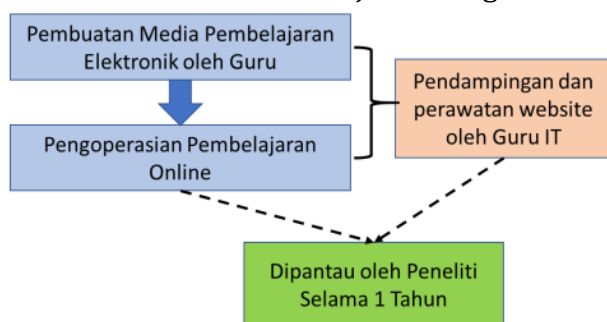 Pembuatan Media Pembelajaran
Elektronik oleh Guru
Pendampingan dan
perawatan website
oleh Guru IT
Pengoperasian Pembelajaran
Online
Dipantau oleh Peneliti
Selama 1 Tahun